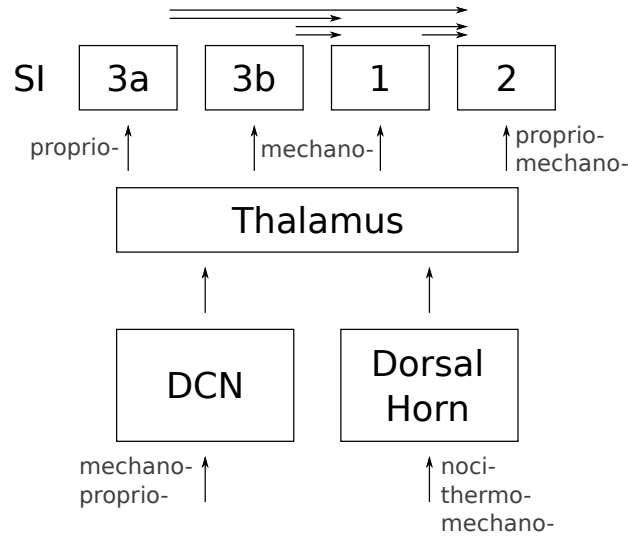 SI
3a
3b
1
2
proprio-
mechano-
proprio-
mechano-
Thalamus
DCN
Dorsal
Horn
mechano-
proprio-
noci-
thermo-
mechano-